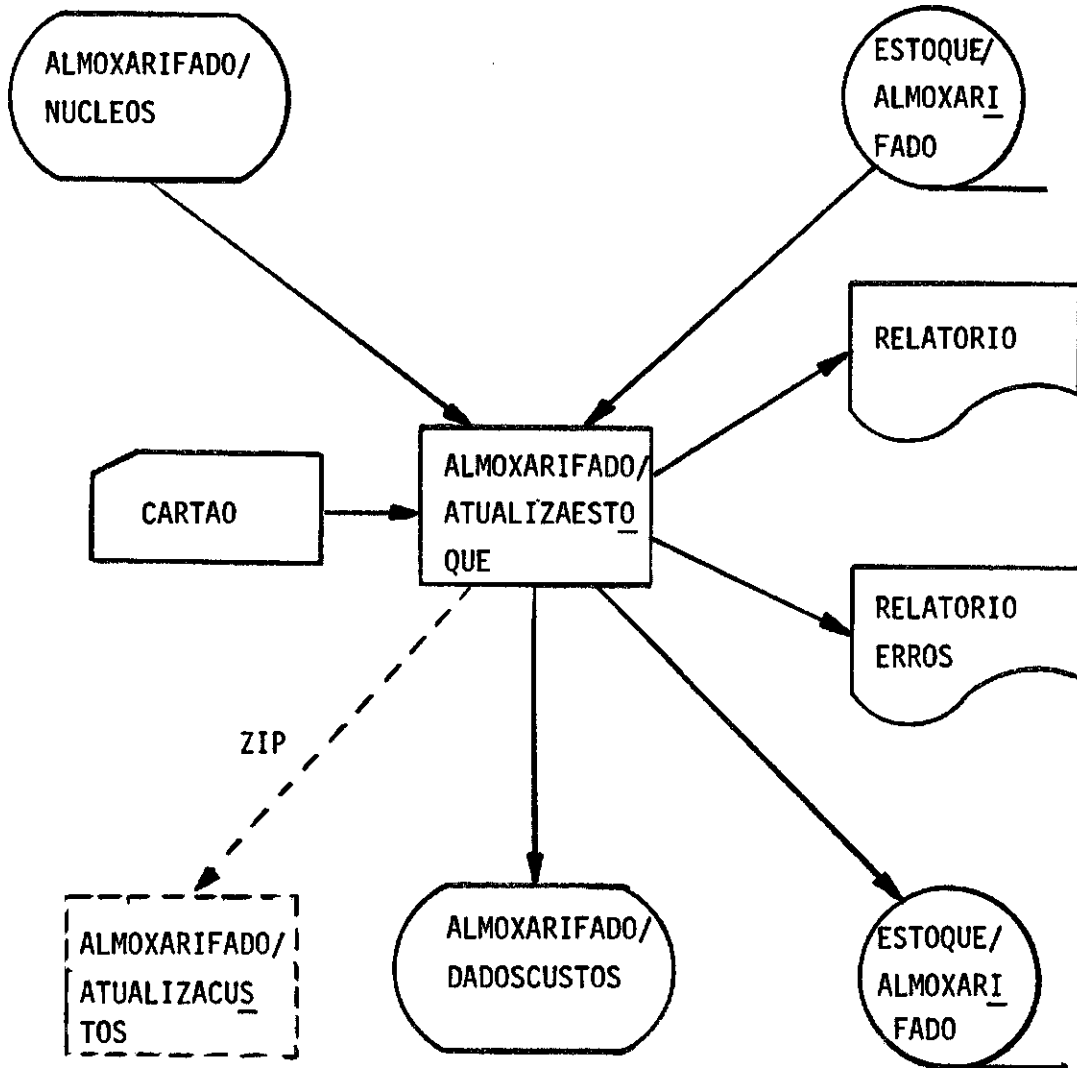 ALMOXARIFADO/
NUCLEOS
ESTOQUE/
ALMOXARI
FADO
RELATORIO
CARTAO
ALMOXARIFADO/
ATUALIZAESTO
QUE
RELATORIO
ERROS
ZIP
ALMOXARIFADO/
ATUALIZACUS
TOS
ALMOXARIFADO/
DADOSCUSTOS
ESTOQUE/
ALMOXARI
FADO